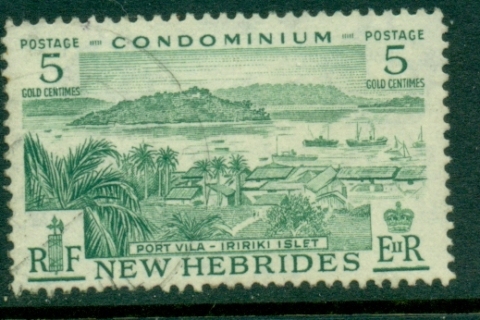 POSTAGE CONDOMINIUM POSTAGE
5 5
GOLD CENTIMES GOLD CENTIMES
PORT VILA - IRIRIKI ISLET
RF NEW HEBRIDES EIIR